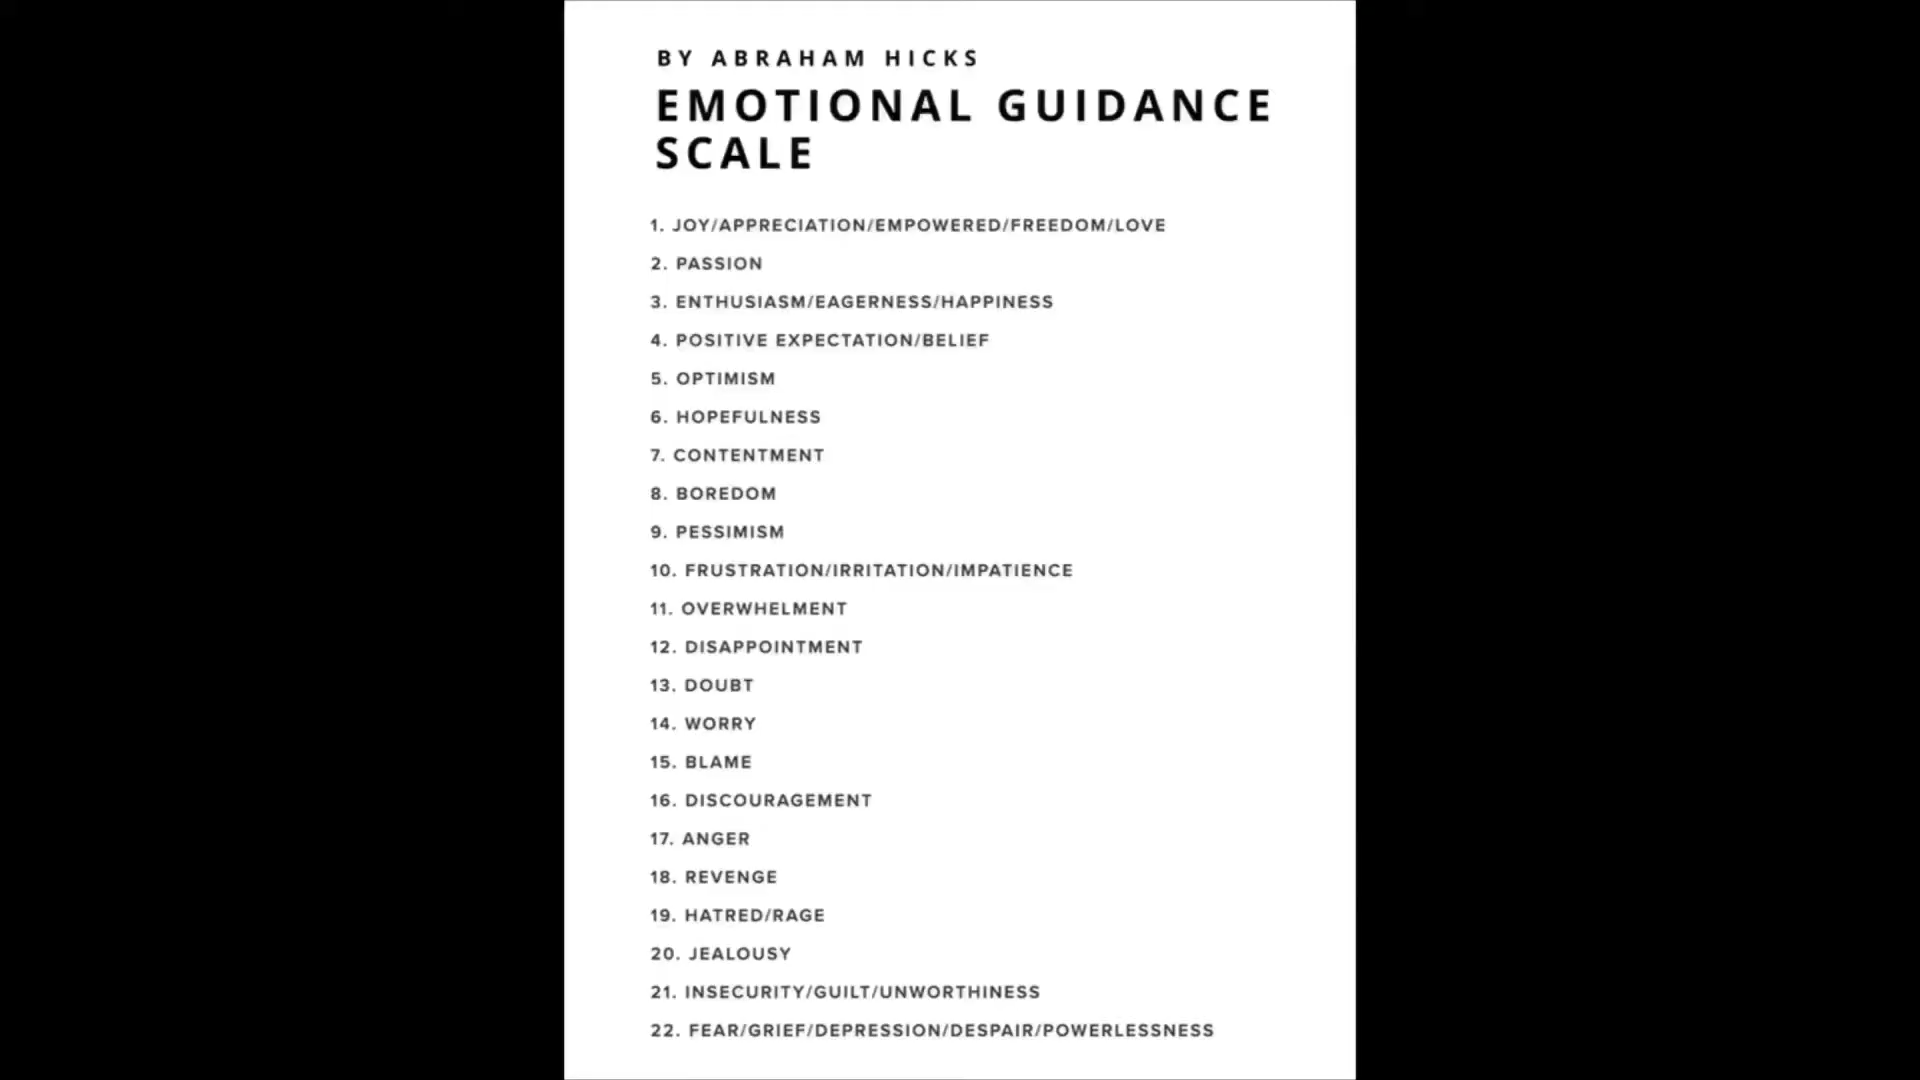 BY ABRAHAM HICKS
EMOTIONAL GUIDANCE
SCALE
1. JOY/APPRECIATION/EMPOWERED/FREEDOM/LOVE
2. PASSION
3. ENTHUSIASM/EAGERNESS/HAPPINESS
4. POSITIVE EXPECTATION/BELIEF
5. OPTIMISM
6. HOPEFULNESS
7. CONTENTMENT
8. BOREDOM
9. PESSIMISM
10. FRUSTRATION/IRRITATION/IMPATIENCE
11. OVERWHELMENT
12. DISAPPOINTMENT
13. DOUBT
14. WORRY
15. BLAME
16. DISCOURAGEMENT
17. ANGER
18. REVENGE
19. HATRED/RAGE
20. JEALOUSY
21. INSECURITY/GUILT/UNWORTHINESS
22. FEAR/GRIEF/DEPRESSION/DESPAIR/POWERLESSNESS